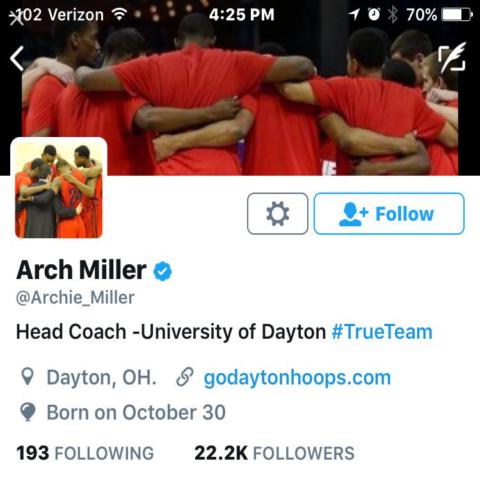 -102 Verizon 4:25 PM 70%
Follow
Arch Miller
@Archie_Miller
Head Coach -University of Dayton #TrueTeam
Dayton, OH. godaytonhoops.com
Born on October 30
193 FOLLOWING 22.2K FOLLOWERS